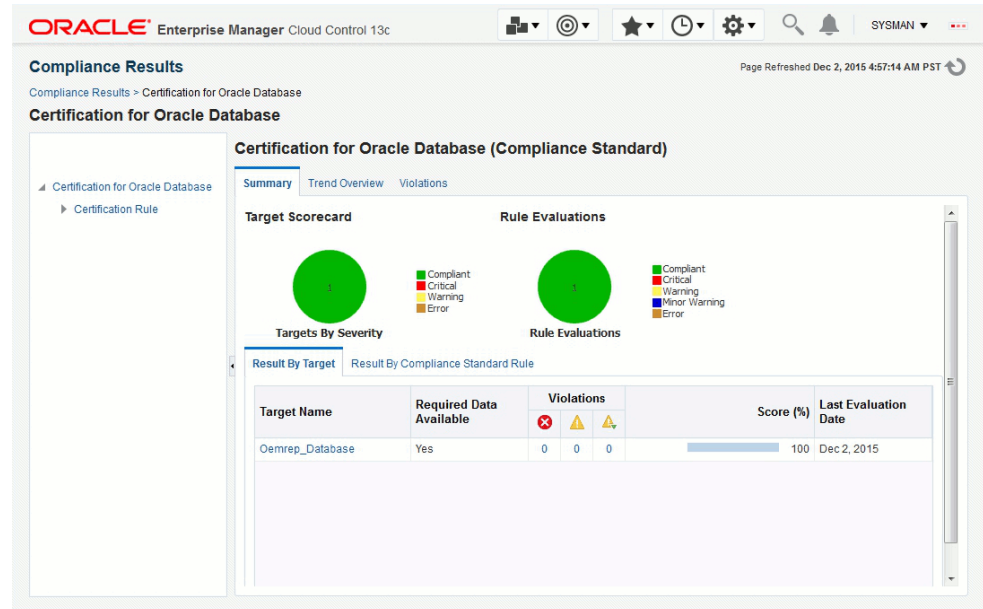 ORACLE Enterprise Manager Cloud Control 13c
SYSMAN
Compliance Results
Page Refreshed Dec 2, 2015 4:57:14 AM PST
Compliance Results > Certification for Oracle Database
Certification for Oracle Database
Certification for Oracle Database
Certification Rule
Certification for Oracle Database (Compliance Standard)
Summary Trend Overview Violations
Target Scorecard
1
Compliant
Critical
Warning
Error
Targets By Severity
Rule Evaluations
1
Compliant
Critical
Warning
Minor Warning
Error
Rule Evaluations
Result By Target Result By Compliance Standard Rule
Target Name Required Data Available Violations Score (%) Last Evaluation Date
Oemrep_Database Yes 0 0 0 100 Dec 2, 2015